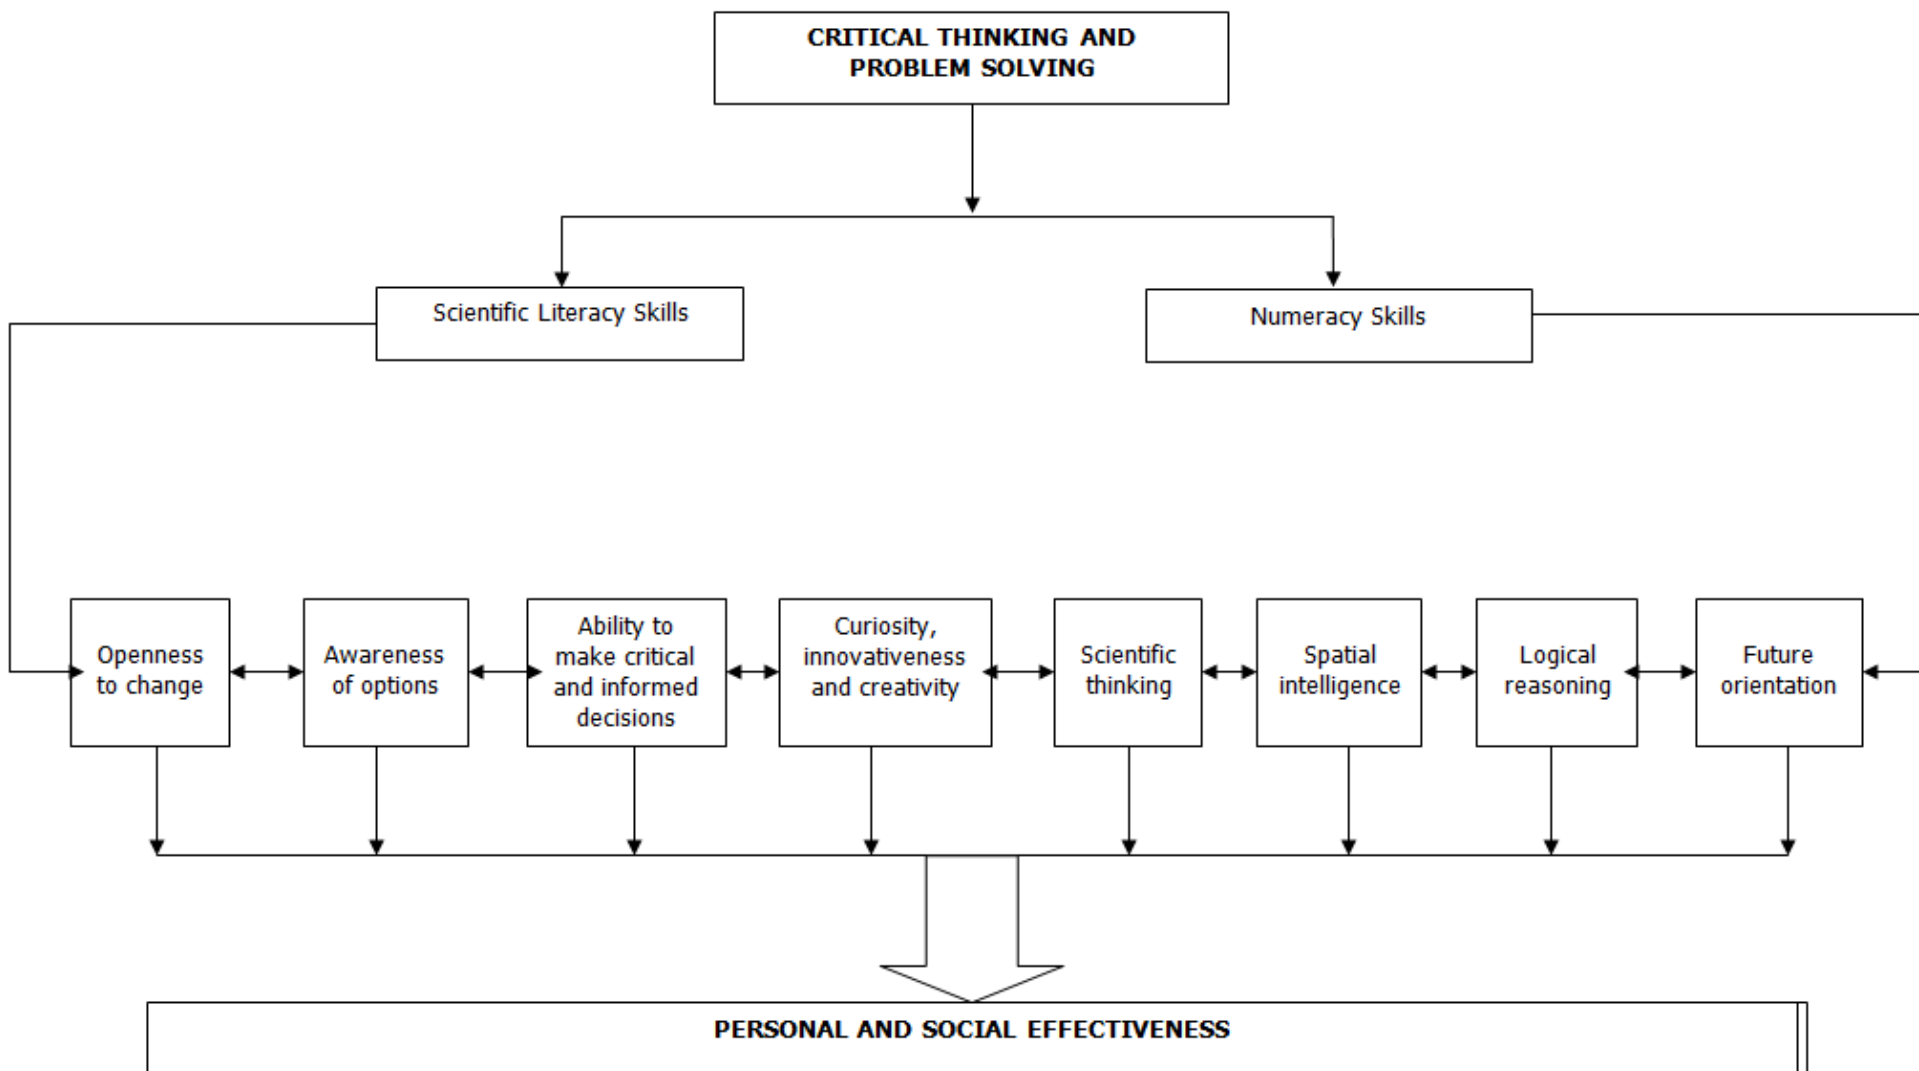 CRITICAL THINKING AND
PROBLEM SOLVING
Scientific Literacy Skills
Numeracy Skills
Openness
to change
Awareness
of options
Ability to
make critical
and informed
decisions
Curiosity,
innovativeness
and creativity
Scientific
thinking
Spatial
intelligence
Logical
reasoning
Future
orientation
PERSONAL AND SOCIAL EFFECTIVENESS